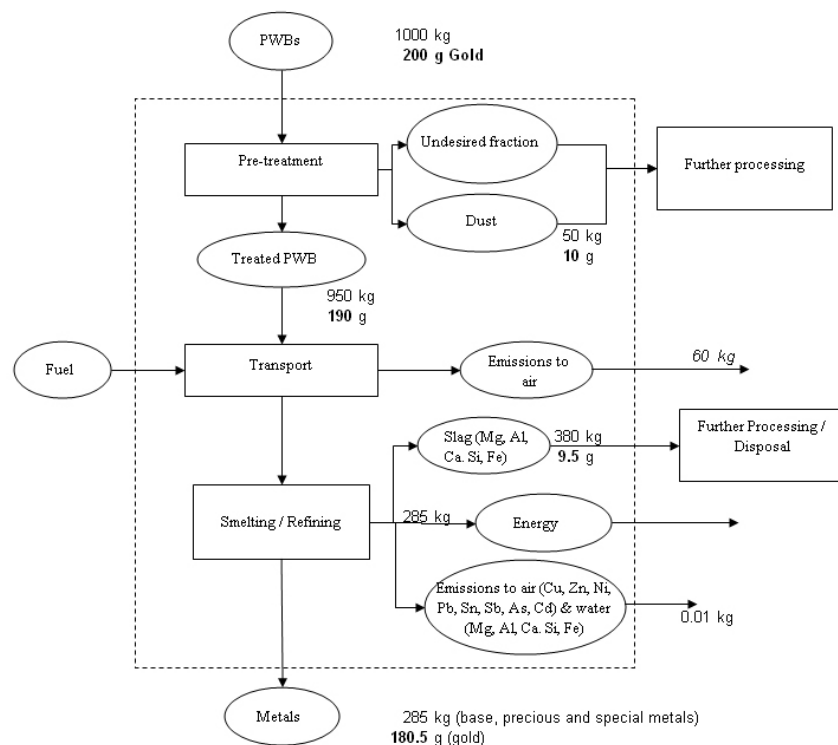 PWBs
1000 kg
200 g Gold
Pre-treatment
Undesired fraction
Further processing
Dust
50 kg
10 g
Treated PWB
950 kg
190 g
Fuel
Transport
Emissions to
air
60 kg
Slag (Mg, Al,
Ca. Si, Fe)
380 kg
9.5 g
Further Processing /
Disposal
Smelting / Refining
285 kg
Energy
Emissions to air (Cu, Zn, Ni,
Pb, Sn, Sb, As, Cd) & water
(Mg, Al, Ca. Si, Fe)
0.01 kg
Metals
285 kg (base, precious and special metals)
180.5 g (gold)